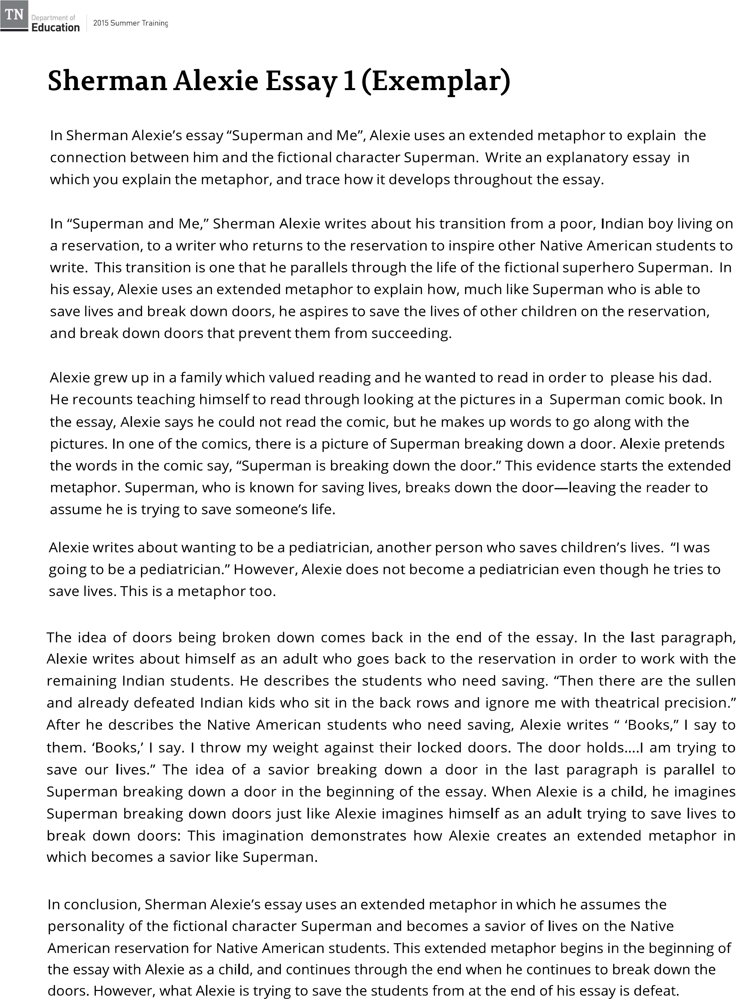 TN
Department of
Education
2015 Summer Training
Sherman Alexie Essay 1 (Exemplar)
In Sherman Alexie’s essay “Superman and Me”, Alexie uses an extended metaphor to explain the
connection between him and the fictional character Superman. Write an explanatory essay in
which you explain the metaphor, and trace how it develops throughout the essay.
In “Superman and Me,” Sherman Alexie writes about his transition from a poor, Indian boy living on
a reservation, to a writer who returns to the reservation to inspire other Native American students to
write. This transition is one that he parallels through the life of the fictional superhero Superman. In
his essay, Alexie uses an extended metaphor to explain how, much like Superman who is able to
save lives and break down doors, he aspires to save the lives of other children on the reservation,
and break down doors that prevent them from succeeding.
Alexie grew up in a family which valued reading and he wanted to read in order to please his dad.
He recounts teaching himself to read through looking at the pictures in a Superman comic book. In
the essay, Alexie says he could not read the comic, but he makes up words to go along with the
pictures. In one of the comics, there is a picture of Superman breaking down a door. Alexie pretends
the words in the comic say, “Superman is breaking down the door.” This evidence starts the extended
metaphor. Superman, who is known for saving lives, breaks down the door—leaving the reader to
assume he is trying to save someone’s life.
Alexie writes about wanting to be a pediatrician, another person who saves children’s lives. “I was
going to be a pediatrician.” However, Alexie does not become a pediatrician even though he tries to
save lives. This is a metaphor too.
The idea of doors being broken down comes back in the end of the essay. In the last paragraph,
Alexie writes about himself as an adult who goes back to the reservation in order to work with the
remaining Indian students. He describes the students who need saving. “Then there are the sullen
and already defeated Indian kids who sit in the back rows and ignore me with theatrical precision.”
After he describes the Native American students who need saving, Alexie writes “ ‘Books,” I say to
them. ‘Books,’ I say. I throw my weight against their locked doors. The door holds....I am trying to
save our lives.” The idea of a savior breaking down a door in the last paragraph is parallel to
Superman breaking down a door in the beginning of the essay. When Alexie is a child, he imagines
Superman breaking down doors just like Alexie imagines himself as an adult trying to save lives to
break down doors: This imagination demonstrates how Alexie creates an extended metaphor in
which becomes a savior like Superman.
In conclusion, Sherman Alexie’s essay uses an extended metaphor in which he assumes the
personality of the fictional character Superman and becomes a savior of lives on the Native
American reservation for Native American students. This extended metaphor begins in the beginning of
the essay with Alexie as a child, and continues through the end when he continues to break down the
doors. However, what Alexie is trying to save the students from at the end of his essay is defeat.